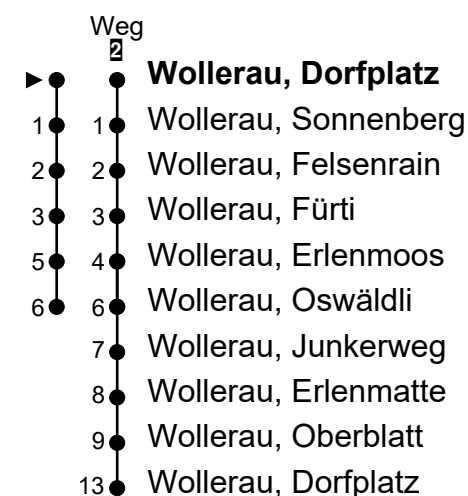 Weg
2
Wollerau, Dorfplatz
1 1 Wollerau, Sonnenberg
2 2 Wollerau, Felsenrain
3 3 Wollerau, Fürti
5 4 Wollerau, Erlenmoos
6 6 Wollerau, Oswäldli
7 Wollerau, Junkerweg
8 Wollerau, Erlenmatte
9 Wollerau, Oberblatt
13 Wollerau, Dorfplatz